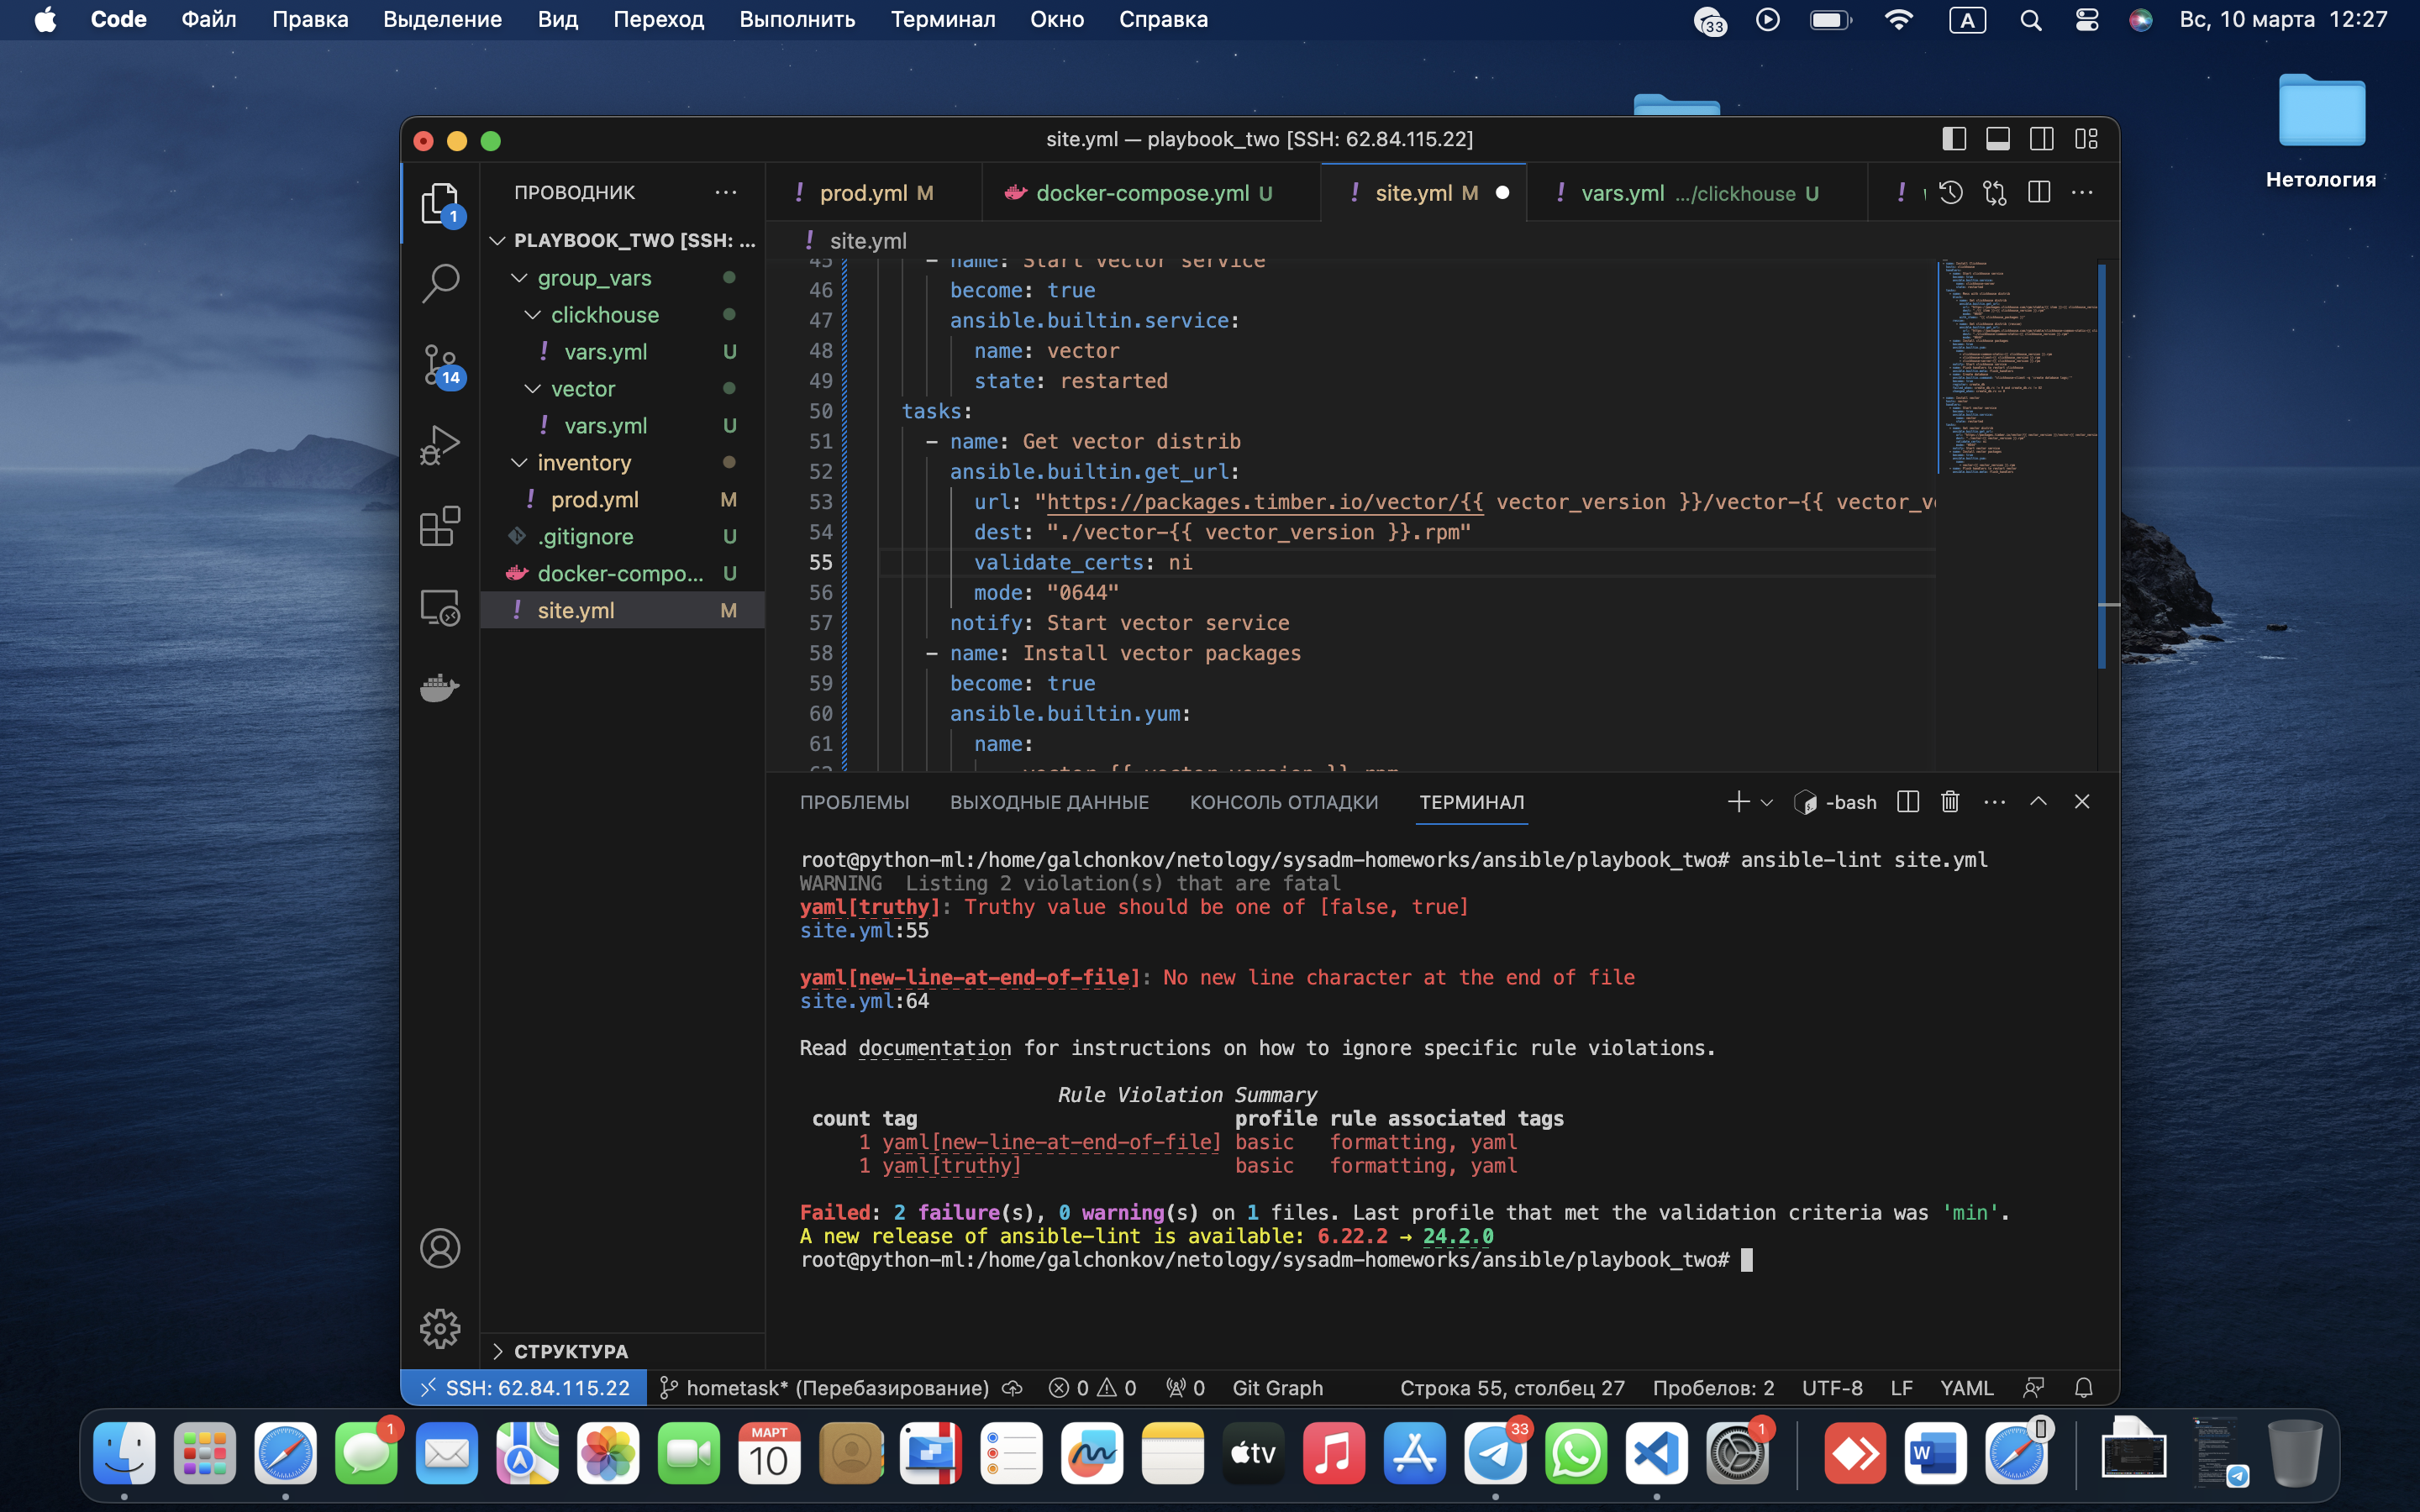 Code Файл Правка Выделение Вид Переход Выполнить Терминал Окно Справка
33 A Вс, 10 марта 12:27
Нетология
site.yml — playbook_two [SSH: 62.84.115.22]
ПРОВОДНИК
! prod.yml M
docker-compose.yml U
! site.yml M
! vars.yml .../clickhouse U
!
1
PLAYBOOK_TWO [SSH: ...
group_vars
clickhouse
! vars.yml U
vector
! vars.yml U
inventory
! prod.yml M
.gitignore U
docker-compo... U
! site.yml M
14
! site.yml
45 - name: Start vector service
46 become: true
47 ansible.builtin.service:
48 name: vector
49 state: restarted
50 tasks:
51 - name: Get vector distrib
52 ansible.builtin.get_url:
53 url: "https://packages.timber.io/vector/{{ vector_version }}/vector-{{ vector_v
54 dest: "./vector-{{ vector_version }}.rpm"
55 validate_certs: ni
56 mode: "0644"
57 notify: Start vector service
58 - name: Install vector packages
59 become: true
60 ansible.builtin.yum:
61 name:
62 - vector-{{ vector_version }}.rpm
ПРОБЛЕМЫ ВЫХОДНЫЕ ДАННЫЕ КОНСОЛЬ ОТЛАДКИ ТЕРМИНАЛ
-bash
root@python-ml:/home/galchonkov/netology/sysadm-homeworks/ansible/playbook_two# ansible-lint site.yml
WARNING Listing 2 violation(s) that are fatal
yaml[truthy]: Truthy value should be one of [false, true]
site.yml:55
yaml[new-line-at-end-of-file]: No new line character at the end of file
site.yml:64
Read documentation for instructions on how to ignore specific rule violations.
Rule Violation Summary
count tag profile rule associated tags
1 yaml[new-line-at-end-of-file] basic formatting, yaml
1 yaml[truthy] basic formatting, yaml
Failed: 2 failure(s), 0 warning(s) on 1 files. Last profile that met the validation criteria was 'min'.
A new release of ansible-lint is available: 6.22.2 → 24.2.0
root@python-ml:/home/galchonkov/netology/sysadm-homeworks/ansible/playbook_two#
СТРУКТУРА
SSH: 62.84.115.22 hometask* (Перебазирование) 0 0 0 Git Graph
Строка 55, столбец 27 Пробелов: 2 UTF-8 LF YAML
1
МАРТ
10
tv
33
1
W